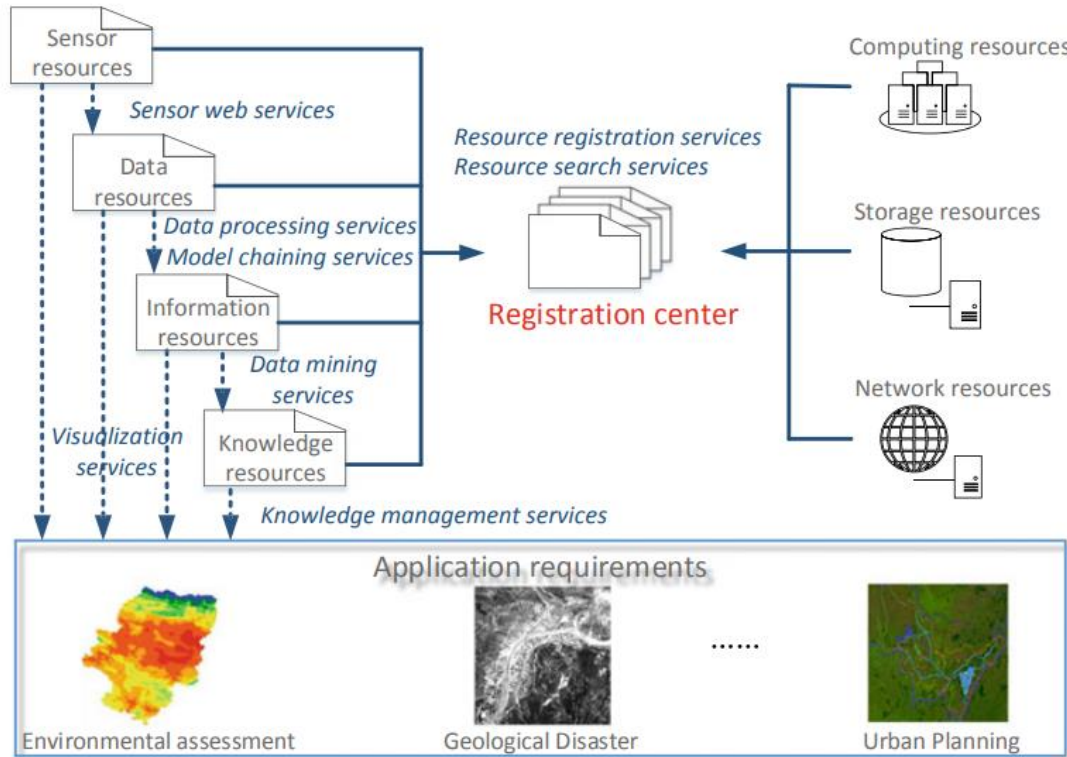 Sensor
resources
Sensor web services
Data
resources
Data processing services
Model chaining services
Information
resources
Data mining
services
Visualization
services
Knowledge
resources
Knowledge management services
Resource registration services
Resource search services
Registration center
Computing resources
Storage resources
Network resources
Application requirements
......
Environmental assessment
Geological Disaster
Urban Planning